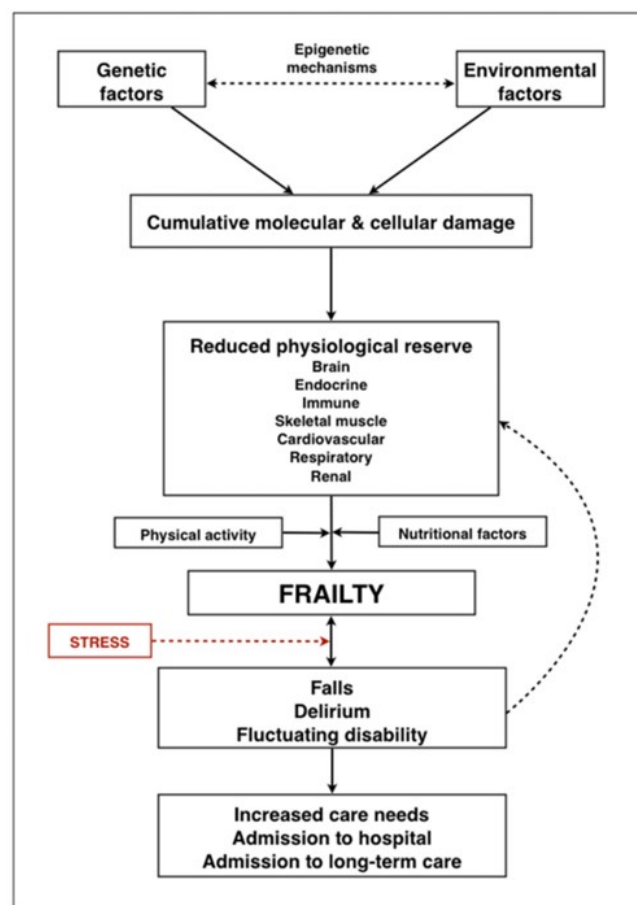 Epigenetic
mechanisms
Genetic
factors
Environmental
factors
Cumulative molecular & cellular damage
Reduced physiological reserve
Brain
Endocrine
Immune
Skeletal muscle
Cardiovascular
Respiratory
Renal
Physical activity
Nutritional factors
FRAILTY
STRESS
Falls
Delirium
Fluctuating disability
Increased care needs
Admission to hospital
Admission to long-term care